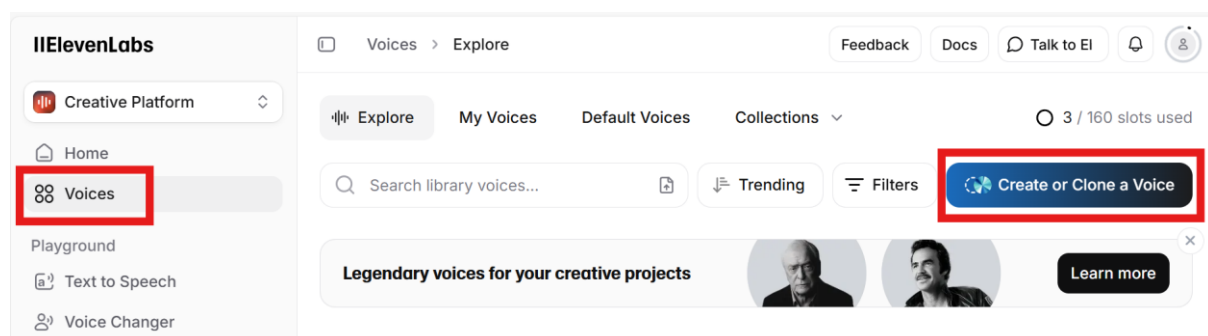 IIElevenLabs
Creative Platform
Home
Voices
Playground
Text to Speech
Voice Changer
Voices > Explore
Feedback
Docs
Talk to El
Explore
My Voices
Default Voices
Collections
3 / 160 slots used
Search library voices...
Trending
Filters
Create or Clone a Voice
Legendary voices for your creative projects
Learn more